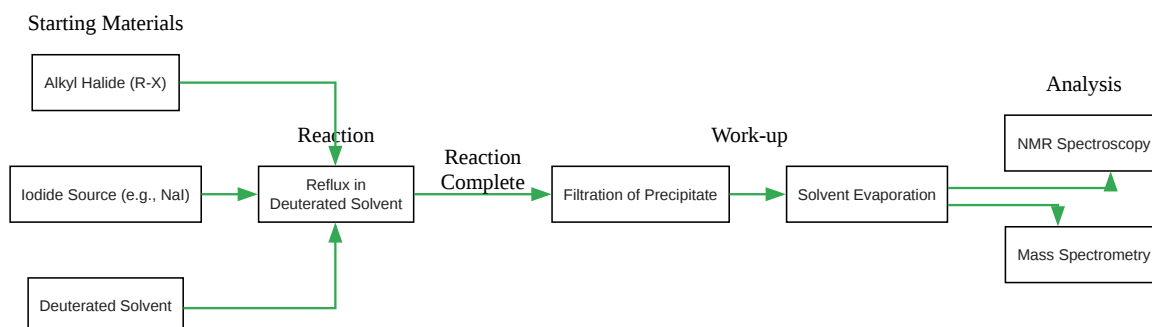 Starting Materials
Alkyl Halide (R-X)
Iodide Source (e.g., NaI)
Deuterated Solvent
Reaction
Reflux in
Deuterated Solvent
Reaction
Complete
Work-up
Filtration of Precipitate
Solvent Evaporation
Analysis
NMR Spectroscopy
Mass Spectrometry